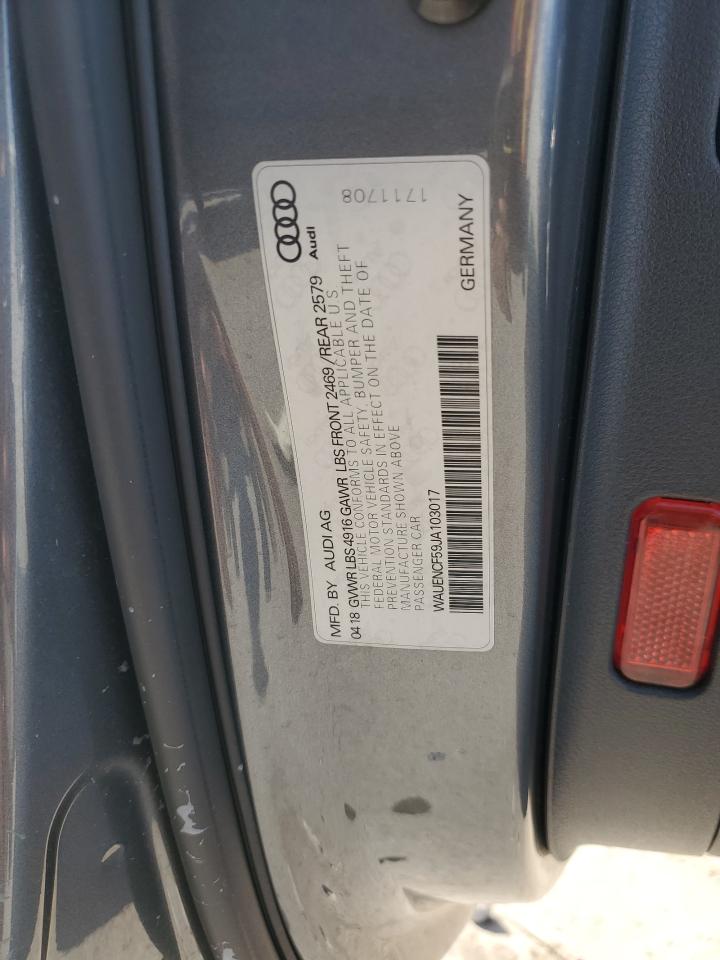 Audi
1711708
MFD. BY AUDI AG
04 18 GVWR LBS 4916 GAWR LBS FRONT 2469 /REAR 2579
THIS VEHICLE CONFORMS TO ALL APPLICABLE U S
FEDERAL MOTOR VEHICLE SAFETY, BUMPER AND THEFT
PREVENTION STANDARDS IN EFFECT ON THE DATE OF
MANUFACTURE SHOWN ABOVE
PASSENGER CAR
WAUENCF59JA103017
GERMANY